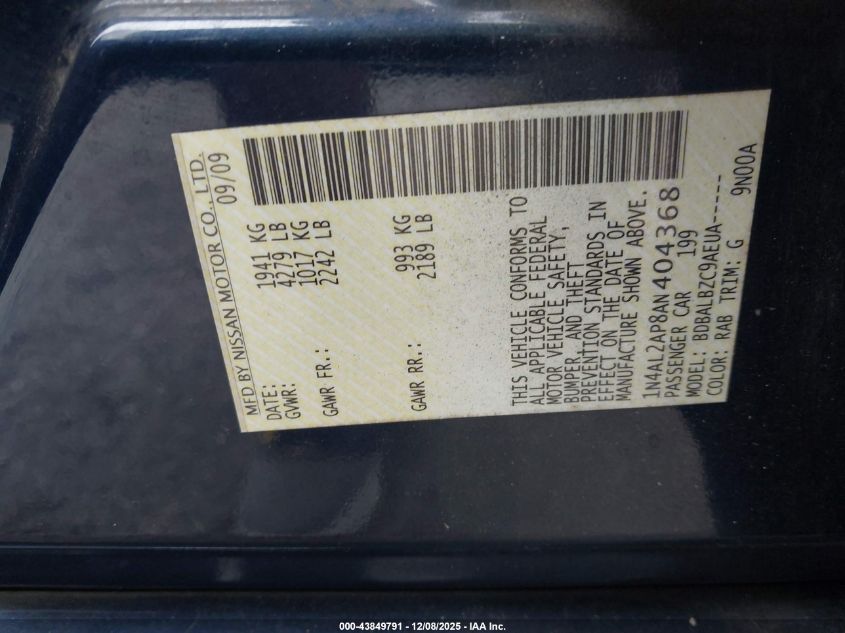 MFD BY NISSAN MOTOR CO., LTD.
DATE: 09/09
GVWR: 1941 KG
4279 LB
GAWR FR.: 1017 KG
2242 LB
GAWR RR.: 993 KG
2189 LB
THIS VEHICLE CONFORMS TO
ALL APPLICABLE FEDERAL
MOTOR VEHICLE SAFETY,
BUMPER, AND THEFT
PREVENTION STANDARDS IN
EFFECT ON THE DATE OF
MANUFACTURE SHOWN ABOVE.
1N4AL2AP8AN404368
PASSENGER CAR 199
MODEL: BDBALBZC9AEUA-----
COLOR: RAB TRIM: G 9N00A
000-43849791 - 12/08/2025 - IAA Inc.